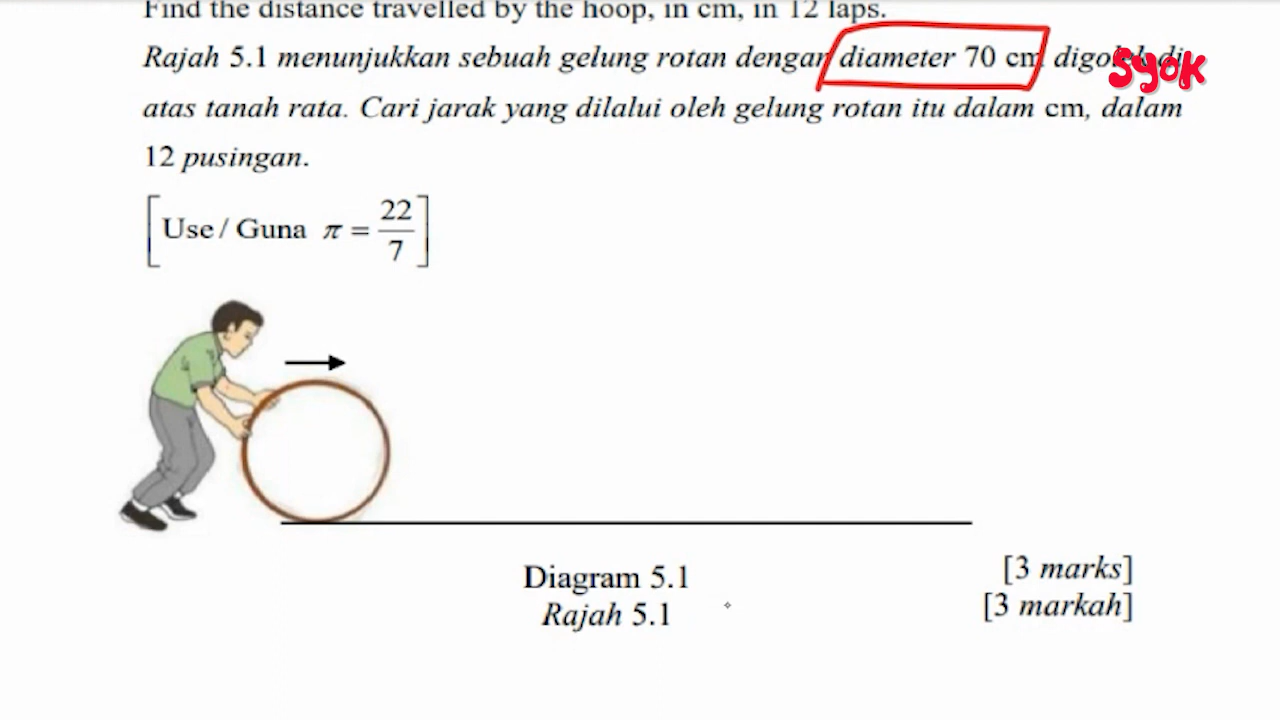 Find the distance travelled by the hoop, in cm, in 12 laps.
Rajah 5.1 menunjukkan sebuah gelung rotan dengan diameter 70 cm
Syok
atas tanah rata. Cari jarak yang dilalui oleh gelung rotan itu dalam cm, dalam
12 pusingan.
[Use / Guna π = 22/7]
Diagram 5.1
Rajah 5.1
[3 marks]
[3 markah]